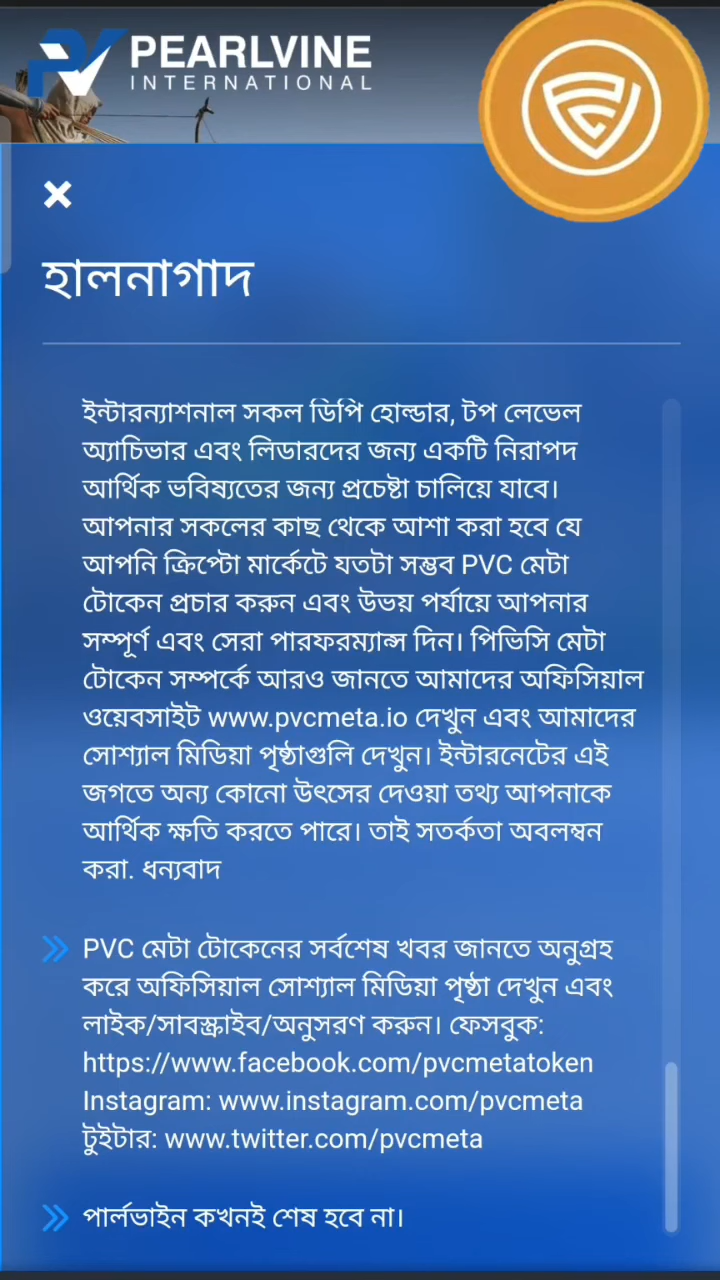 PEARLVINE
INTERNATIONAL
হালনাগাদ
ইন্টারন্যাশনাল সকল ডিপি হোল্ডার, টপ লেভেল
অ্যাচিভার এবং লিডারদের জন্য একটি নিরাপদ
আর্থিক ভবিষ্যতের জন্য প্রচেষ্টা চালিয়ে যাবে।
আপনার সকলের কাছ থেকে আশা করা হবে যে
আপনি ক্রিপ্টো মার্কেটে যতটা সম্ভব PVC মেটা
টোকেন প্রচার করুন এবং উভয় পর্যায়ে আপনার
সম্পূর্ণ এবং সেরা পারফরম্যান্স দিন। পিভিসি মেটা
টোকেন সম্পর্কে আরও জানতে আমাদের অফিসিয়াল
ওয়েবসাইট www.pvcmeta.io দেখুন এবং আমাদের
সোশ্যাল মিডিয়া পৃষ্ঠাগুলি দেখুন। ইন্টারনেটের এই
জগতে অন্য কোনো উৎসের দেওয়া তথ্য আপনাকে
আর্থিক ক্ষতি করতে পারে। তাই সতর্কতা অবলম্বন
করা. ধন্যবাদ
PVC মেটা টোকেনের সর্বশেষ খবর জানতে অনুগ্রহ
করে অফিসিয়াল সোশ্যাল মিডিয়া পৃষ্ঠা দেখুন এবং
লাইক/সাবস্ক্রাইব/অনুসরণ করুন। ফেসবুক:
https://www.facebook.com/pvcmetatoken
Instagram: www.instagram.com/pvcmeta
টুইটার: www.twitter.com/pvcmeta
পার্লভাইন কখনই শেষ হবে না।